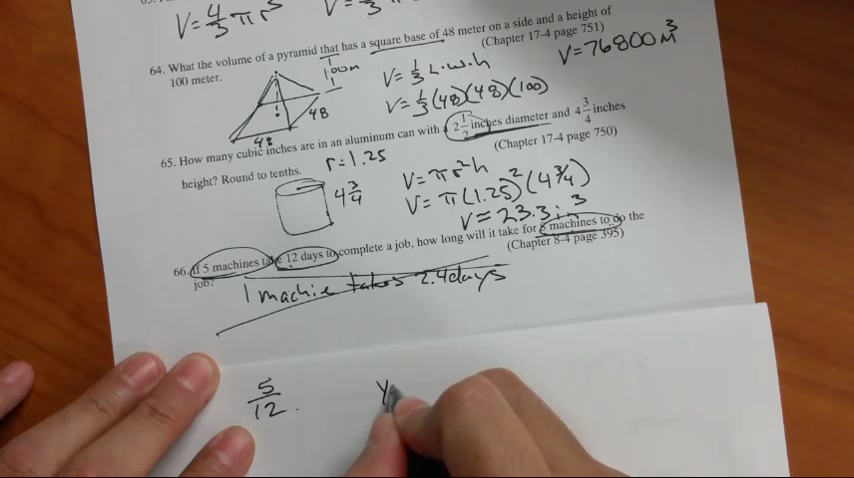 V = 4/3 πr³
64. What the volume of a pyramid that has a square base of 48 meter on a side and a height of
100 meter.
(Chapter 17-4 page 751)
V = 76800 M³
100m
48
48
V = 1/3 L·w·h
V = 1/3 (48)(48)(100)
65. How many cubic inches are in an aluminum can with a 2 1/2 inches diameter and 4 3/4 inches
height? Round to tenths.
(Chapter 17-4 page 750)
r = 1.25
4 3/4
V = πr²h
V = π(1.25)²(4 3/4)
V = 23.3 in³
66. If 5 machines take 12 days to complete a job, how long will it take for 8 machines to do the
job?
(Chapter 8-4 page 395)
1 machie takes 2.4 days
5/12